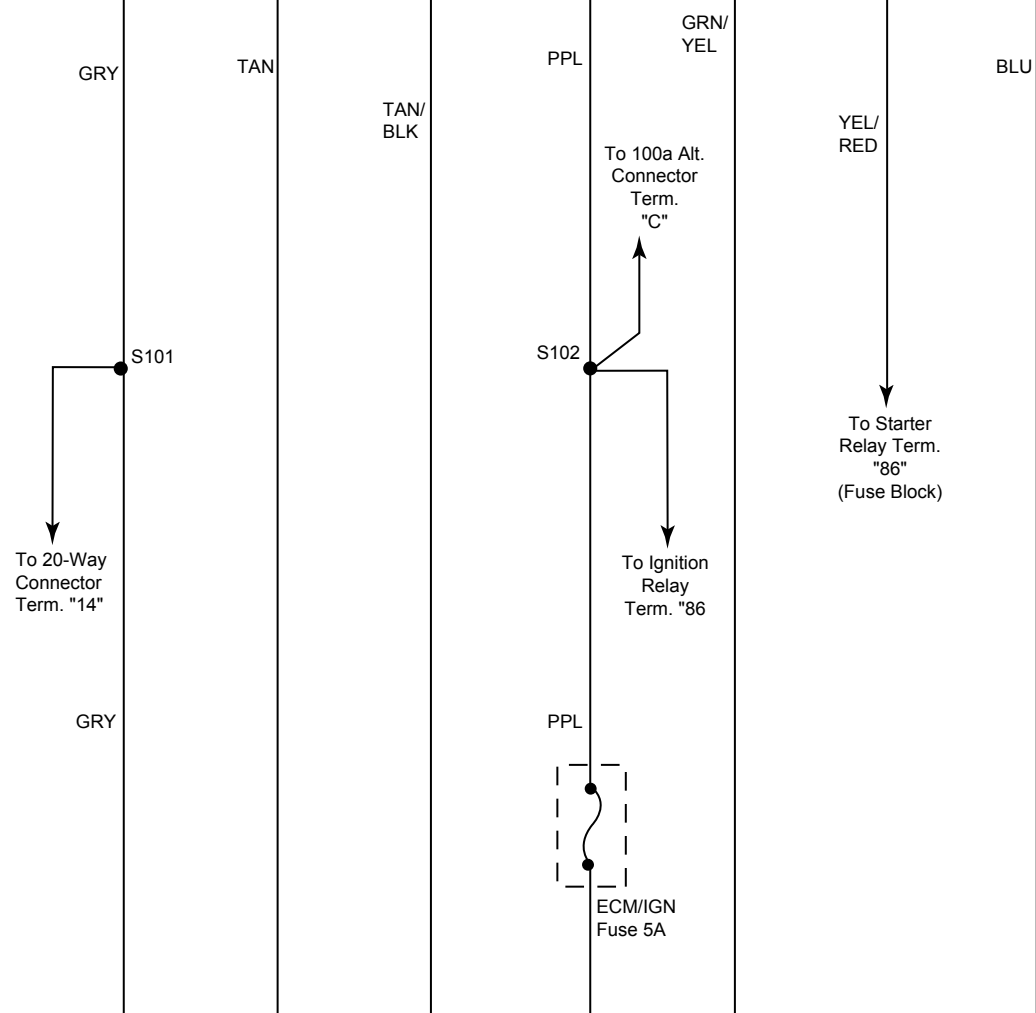 GRY
TAN
TAN/
BLK
PPL
GRN/
YEL
YEL/
RED
BLU
To 100a Alt.
Connector
Term.
"C"
S101
S102
To 20-Way
Connector
Term. "14"
To Ignition
Relay
Term. "86
To Starter
Relay Term.
"86"
(Fuse Block)
GRY
PPL
ECM/IGN
Fuse 5A